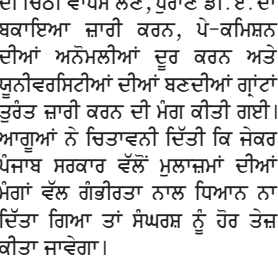 ਦੀ ਚਿੱਠੀ ਵਾਪਸ ਲੈਣ, ਪੁਰਾਣੇ ਡੀ.ਏ. ਦਾ
ਬਕਾਇਆ ਜਾਰੀ ਕਰਨ, ਪੇ-ਕਮਿਸ਼ਨ
ਦੀਆਂ ਅਨੋਮਲੀਆਂ ਦੂਰ ਕਰਨ ਅਤੇ
ਯੂਨੀਵਰਸਿਟੀਆਂ ਦੀਆਂ ਬਣਦੀਆਂ ਗ੍ਰਾਂਟਾਂ
ਤੁਰੰਤ ਜਾਰੀ ਕਰਨ ਦੀ ਮੰਗ ਕੀਤੀ ਗਈ।
ਆਗੂਆਂ ਨੇ ਚਿਤਾਵਨੀ ਦਿੱਤੀ ਕਿ ਜੇਕਰ
ਪੰਜਾਬ ਸਰਕਾਰ ਵੱਲੋਂ ਮੁਲਾਜ਼ਮਾਂ ਦੀਆਂ
ਮੰਗਾਂ ਵੱਲ ਗੰਭੀਰਤਾ ਨਾਲ ਧਿਆਨ ਨਾ
ਦਿੱਤਾ ਗਿਆ ਤਾਂ ਸੰਘਰਸ਼ ਨੂੰ ਹੋਰ ਤੇਜ਼
ਕੀਤਾ ਜਾਵੇਗਾ।